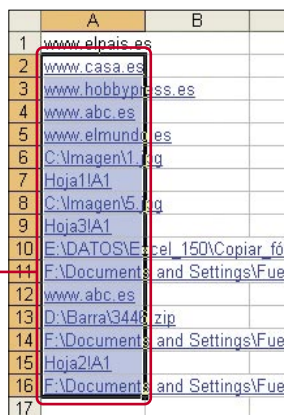 A B
1 www.elpais.es
2 www.casa.es
3 www.hobbypress.es
4 www.abc.es
5 www.elmundo.es
6 C:\Imagen\1.jpg
7 Hoja1!A1
8 C:\Imagen\5.jpg
9 Hoja3!A1
10 E:\DATOS\Excel_150\Copiar_fó
11 F:\Documents and Settings\Fue
12 www.abc.es
13 D:\Barra\3446.zip
14 F:\Documents and Settings\Fue
15 Hoja2!A1
16 F:\Documents and Settings\Fue
17